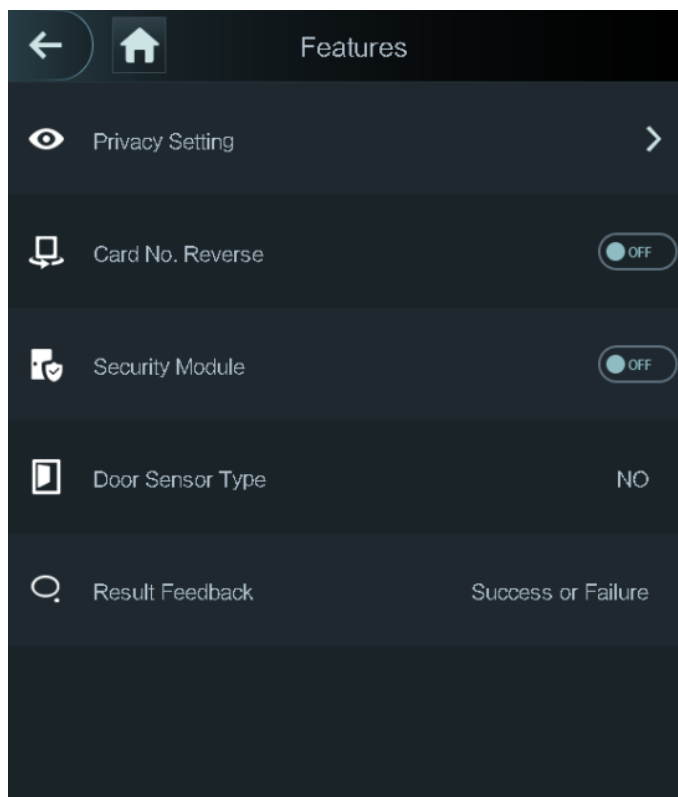 Features
Privacy Setting
Card No. Reverse OFF
Security Module OFF
Door Sensor Type NO
Result Feedback Success or Failure